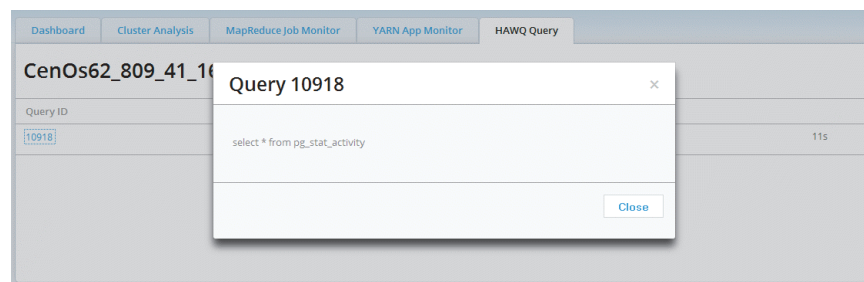 Dashboard Cluster Analysis MapReduce Job Monitor YARN App Monitor HAWQ Query
CenOs62_809_41_16
Query 10918 ×
Query ID
10918 11s
select * from pg_stat_activity
Close